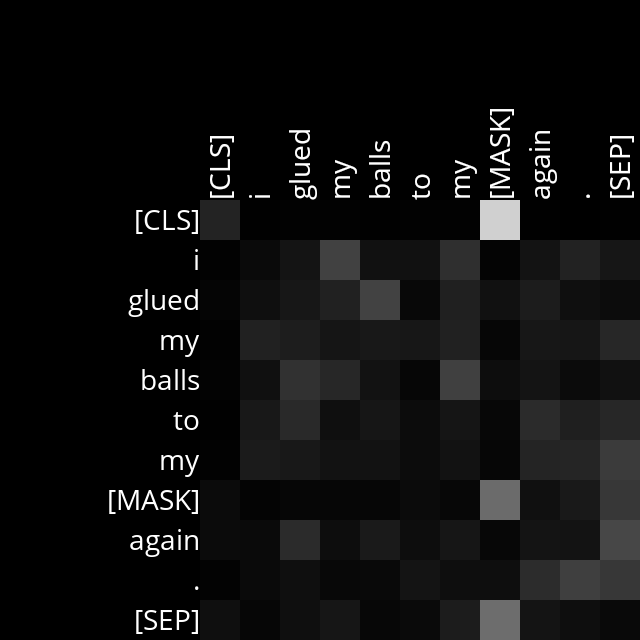 [CLS] i glued my balls to my [MASK] again . [SEP]
[CLS]
i
glued
my
balls
to
my
[MASK]
again
.
[SEP]